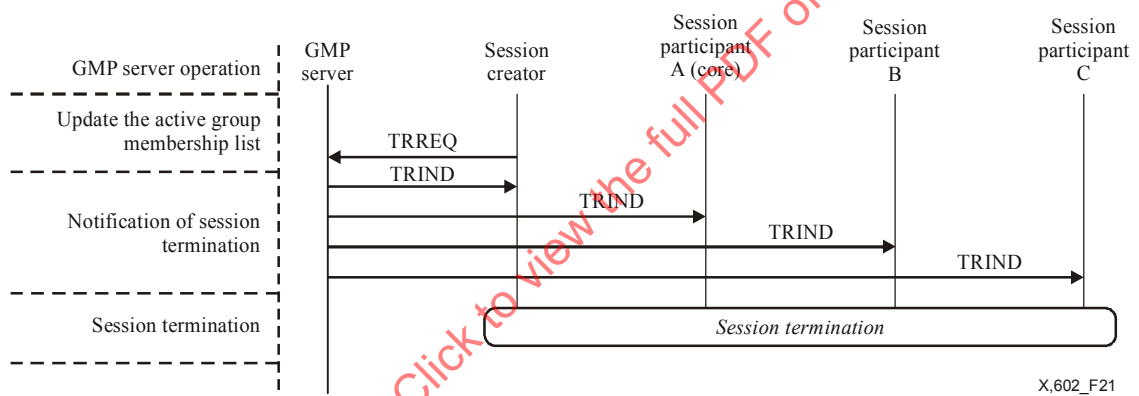 GMP server operation
GMP
server
Session
creator
Session
participant
A (core)
Session
participant
B
Session
participant
C
Update the active group
membership list
TRREQ
TRIND
TRIND
Notification of session
termination
TRIND
TRIND
Session termination
Session termination
X,602_F21
Click to view the full PDF of